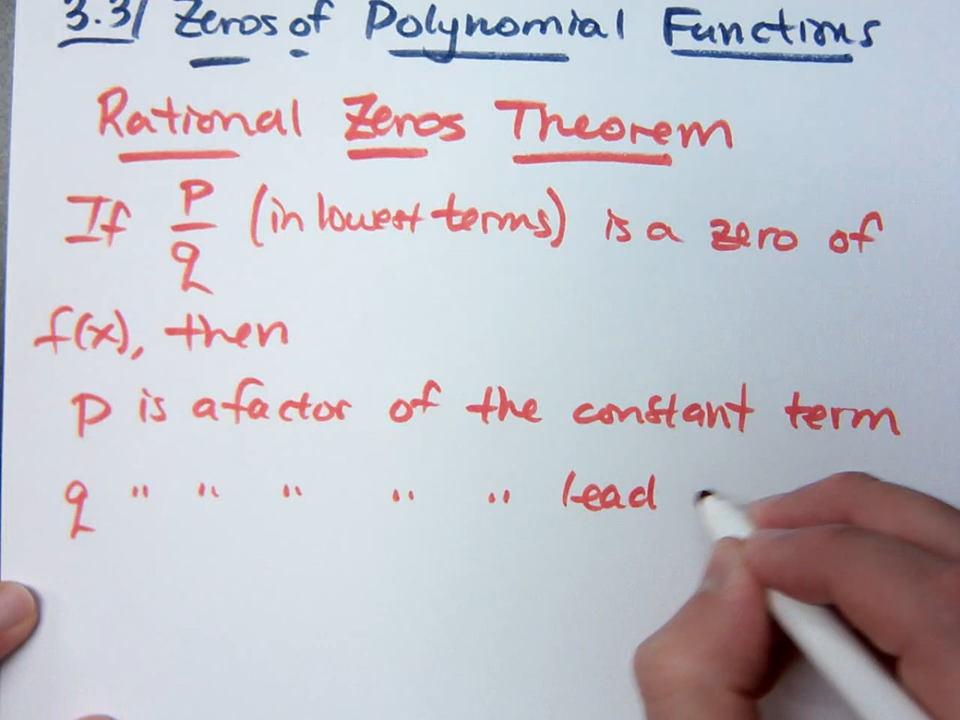 3.3/ Zeros of Polynomial Functions
Rational Zeros Theorem
If p/q (in lowest terms) is a zero of
f(x), then
p is a factor of the constant term
q " " " " " lead